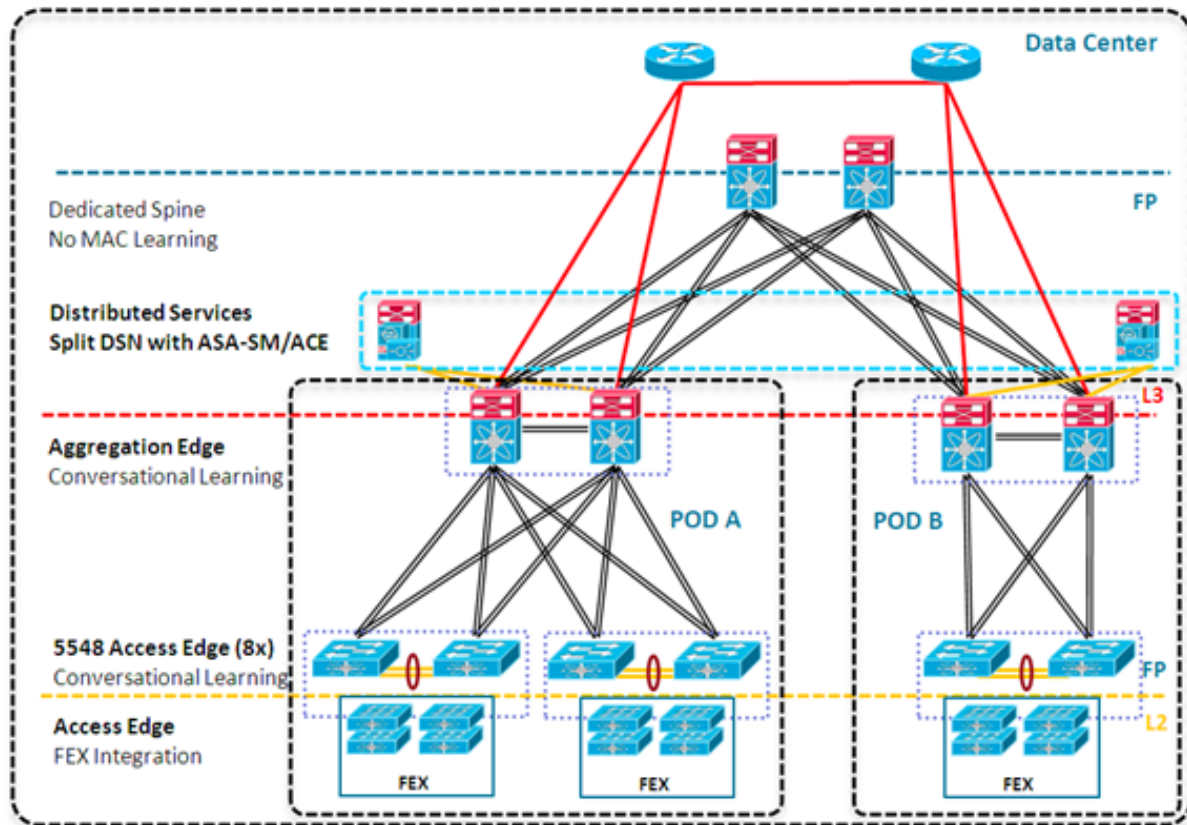 Data Center
FP
Dedicated Spine
No MAC Learning
Distributed Services
Split DSN with ASA-SM/ACE
L3
Aggregation Edge
Conversational Learning
POD A
POD B
5548 Access Edge (8x)
Conversational Learning
FP
L2
Access Edge
FEX Integration
FEX
FEX
FEX